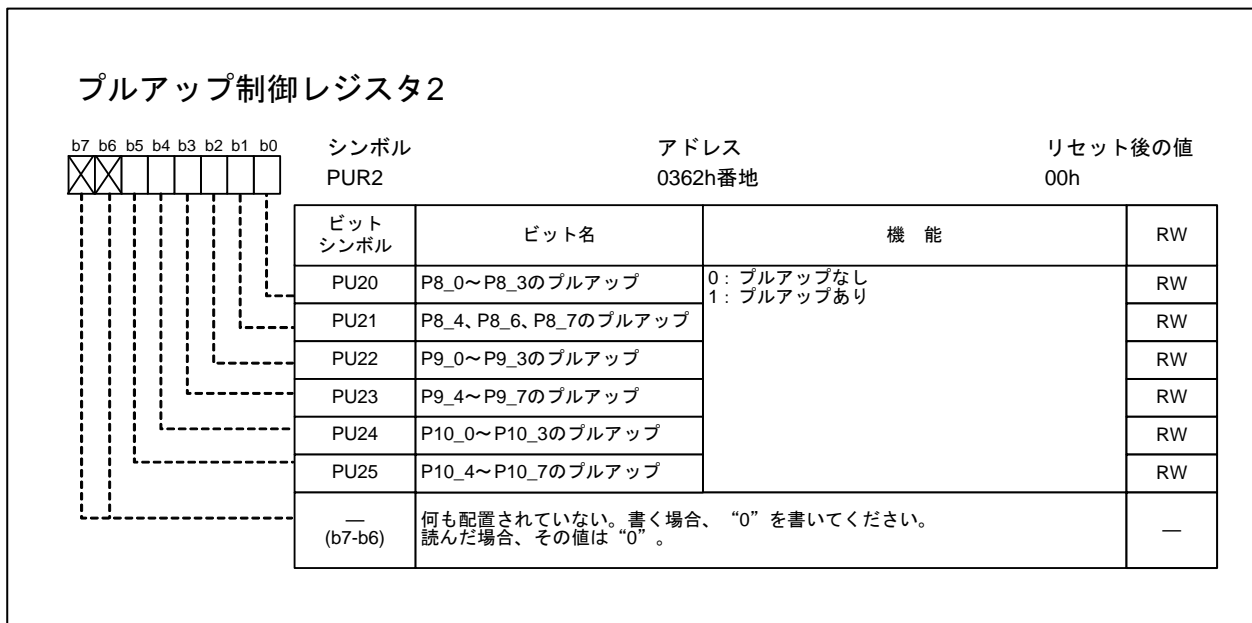 プルアップ制御レジスタ2
b7 b6 b5 b4 b3 b2 b1 b0
シンボル アドレス リセット後の値
PUR2 0362h番地 00h
ビット
シンボル ビット名 機 能 RW
PU20 P8_0～P8_3のプルアップ 0：プルアップなし RW
1：プルアップあり
PU21 P8_4、P8_6、P8_7のプルアップ RW
PU22 P9_0～P9_3のプルアップ RW
PU23 P9_4～P9_7のプルアップ RW
PU24 P10_0～P10_3のプルアップ RW
PU25 P10_4～P10_7のプルアップ RW
—
(b7-b6) 何も配置されていない。書く場合、“0”を書いてください。 —
読んだ場合、その値は“0”。